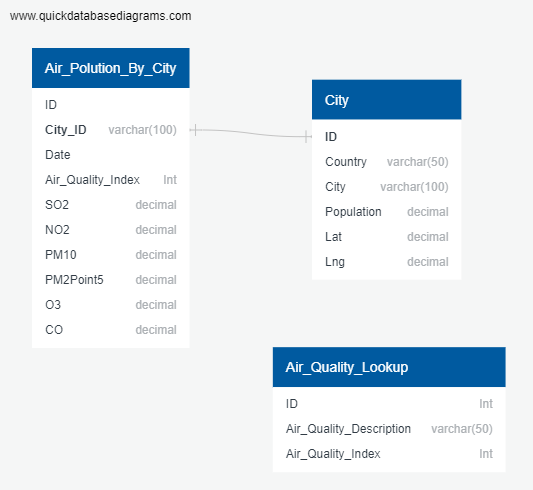 www.quickdatabasediagrams.com
Air_Polution_By_City
ID
City_ID varchar(100)
Date
Air_Quality_Index Int
SO2 decimal
NO2 decimal
PM10 decimal
PM2Point5 decimal
O3 decimal
CO decimal
City
ID
Country varchar(50)
City varchar(100)
Population decimal
Lat decimal
Lng decimal
Air_Quality_Lookup
ID Int
Air_Quality_Description varchar(50)
Air_Quality_Index Int